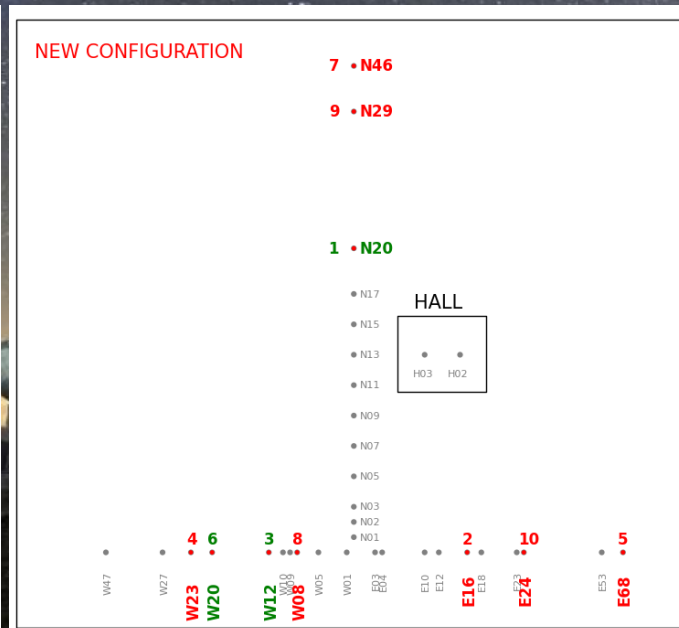 NEW CONFIGURATION
7 N46
9 N29
1 N20
N17
HALL
N15
N13
H03 H02
N11
N09
N07
N05
N03
N02
N01
4 6 3 8 2 10 5
W47 W27 W23 W20 W12 W10 W09 W08 W05 W01 E03 E04 E10 E12 E16 E18 E23 E24 E53 E68